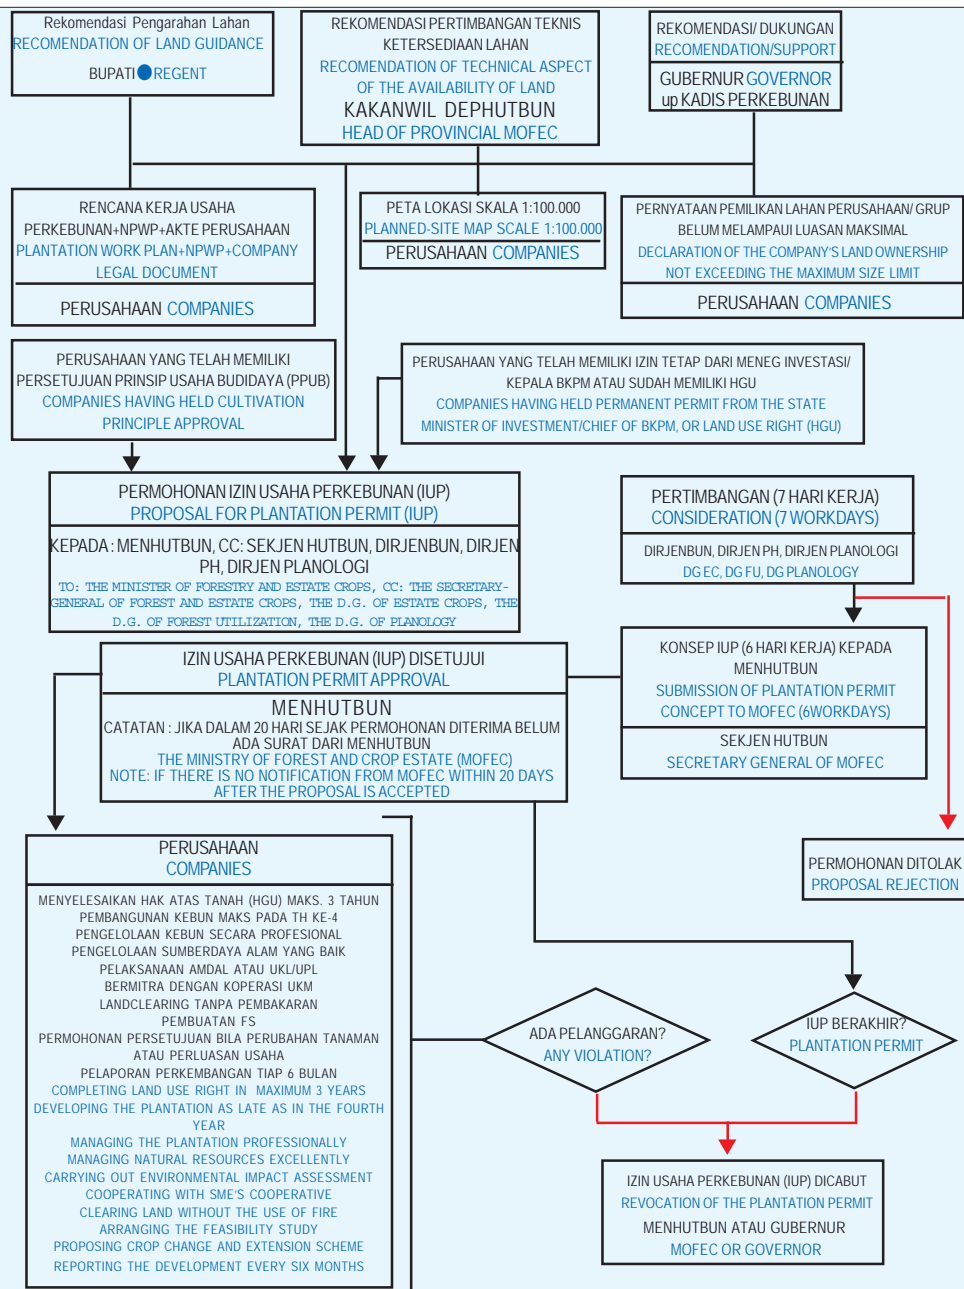 Rekomendasi Pengarahan Lahan
RECOMENDATION OF LAND GUIDANCE
BUPATI REGENT
REKOMENDASI PERTIMBANGAN TEKNIS
KETERSEDIAAN LAHAN
RECOMENDATION OF TECHNICAL ASPECT
OF THE AVAILABILITY OF LAND
KAKANWIL DEPHUTBUN
HEAD OF PROVINCIAL MOFEC
REKOMENDASI/ DUKUNGAN
RECOMENDATION/SUPPORT
GUBERNUR GOVERNOR
up KADIS PERKEBUNAN
RENCANA KERJA USAHA
PERKEBUNAN+NPWP+AKTE PERUSAHAAN
PLANTATION WORK PLAN+NPWP+COMPANY
LEGAL DOCUMENT
PERUSAHAAN COMPANIES
PETA LOKASI SKALA 1:100.000
PLANNED-SITE MAP SCALE 1:100.000
PERUSAHAAN COMPANIES
PERNYATAAN PEMILIKAN LAHAN PERUSAHAAN/ GRUP
BELUM MELAMPAUI LUASAN MAKSIMAL
DECLARATION OF THE COMPANY'S LAND OWNERSHIP
NOT EXCEEDING THE MAXIMUM SIZE LIMIT
PERUSAHAAN COMPANIES
PERUSAHAAN YANG TELAH MEMILIKI
PERSETUJUAN PRINSIP USAHA BUDIDAYA (PPUB)
COMPANIES HAVING HELD CULTIVATION
PRINCIPLE APPROVAL
PERUSAHAAN YANG TELAH MEMILIKI IZIN TETAP DARI MENEG INVESTASI/
KEPALA BKPM ATAU SUDAH MEMILIKI HGU
COMPANIES HAVING HELD PERMANENT PERMIT FROM THE STATE
MINISTER OF INVESTMENT/CHIEF OF BKPM, OR LAND USE RIGHT (HGU)
PERMOHONAN IZIN USAHA PERKEBUNAN (IUP)
PROPOSAL FOR PLANTATION PERMIT (IUP)
KEPADA : MENHUTBUN, CC: SEKJEN HUTBUN, DIRJENBUN, DIRJEN
PH, DIRJEN PLANOLOGI
TO: THE MINISTER OF FORESTRY AND ESTATE CROPS, CC: THE SECRETARY-
GENERAL OF FOREST AND ESTATE CROPS, THE D.G. OF ESTATE CROPS, THE
D.G. OF FOREST UTILIZATION, THE D.G. OF PLANOLOGY
PERTIMBANGAN (7 HARI KERJA)
CONSIDERATION (7 WORKDAYS)
DIRJENBUN, DIRJEN PH, DIRJEN PLANOLOGI
DG EC, DG FU, DG PLANOLOGY
IZIN USAHA PERKEBUNAN (IUP) DISETUJUI
PLANTATION PERMIT APPROVAL
MENHUTBUN
CATATAN : JIKA DALAM 20 HARI SEJAK PERMOHONAN DITERIMA BELUM
ADA SURAT DARI MENHUTBUN
THE MINISTRY OF FOREST AND CROP ESTATE (MOFEC)
NOTE: IF THERE IS NO NOTIFICATION FROM MOFEC WITHIN 20 DAYS
AFTER THE PROPOSAL IS ACCEPTED
KONSEP IUP (6 HARI KERJA) KEPADA
MENHUTBUN
SUBMISSION OF PLANTATION PERMIT
CONCEPT TO MOFEC (6WORKDAYS)
SEKJEN HUTBUN
SECRETARY GENERAL OF MOFEC
PERUSAHAAN
COMPANIES
MENYELESAIKAN HAK ATAS TANAH (HGU) MAKS. 3 TAHUN
PEMBANGUNAN KEBUN MAKS PADA TH KE-4
PENGELOLAAN KEBUN SECARA PROFESIONAL
PENGELOLAAN SUMBERDAYA ALAM YANG BAIK
PELAKSANAAN AMDAL ATAU UKL/UPL
BERMITRA DENGAN KOPERASI UKM
LANDCLEARING TANPA PEMBAKARAN
PEMBUATAN FS
PERMOHONAN PERSETUJUAN BILA PERUBAHAN TANAMAN
ATAU PERLUASAN USAHA
PELAPORAN PERKEMBANGAN TIAP 6 BULAN
COMPLETING LAND USE RIGHT IN MAXIMUM 3 YEARS
DEVELOPING THE PLANTATION AS LATE AS IN THE FOURTH
YEAR
MANAGING THE PLANTATION PROFESSIONALLY
MANAGING NATURAL RESOURCES EXCELLENTLY
CARRYING OUT ENVIRONMENTAL IMPACT ASSESSMENT
COOPERATING WITH SME'S COOPERATIVE
CLEARING LAND WITHOUT THE USE OF FIRE
ARRANGING THE FEASIBILITY STUDY
PROPOSING CROP CHANGE AND EXTENSION SCHEME
REPORTING THE DEVELOPMENT EVERY SIX MONTHS
PERMOHONAN DITOLAK
PROPOSAL REJECTION
ADA PELANGGARAN?
ANY VIOLATION?
IUP BERAKHIR?
PLANTATION PERMIT
IZIN USAHA PERKEBUNAN (IUP) DICABUT
REVOCATION OF THE PLANTATION PERMIT
MENHUTBUN ATAU GUBERNUR
MOFEC OR GOVERNOR